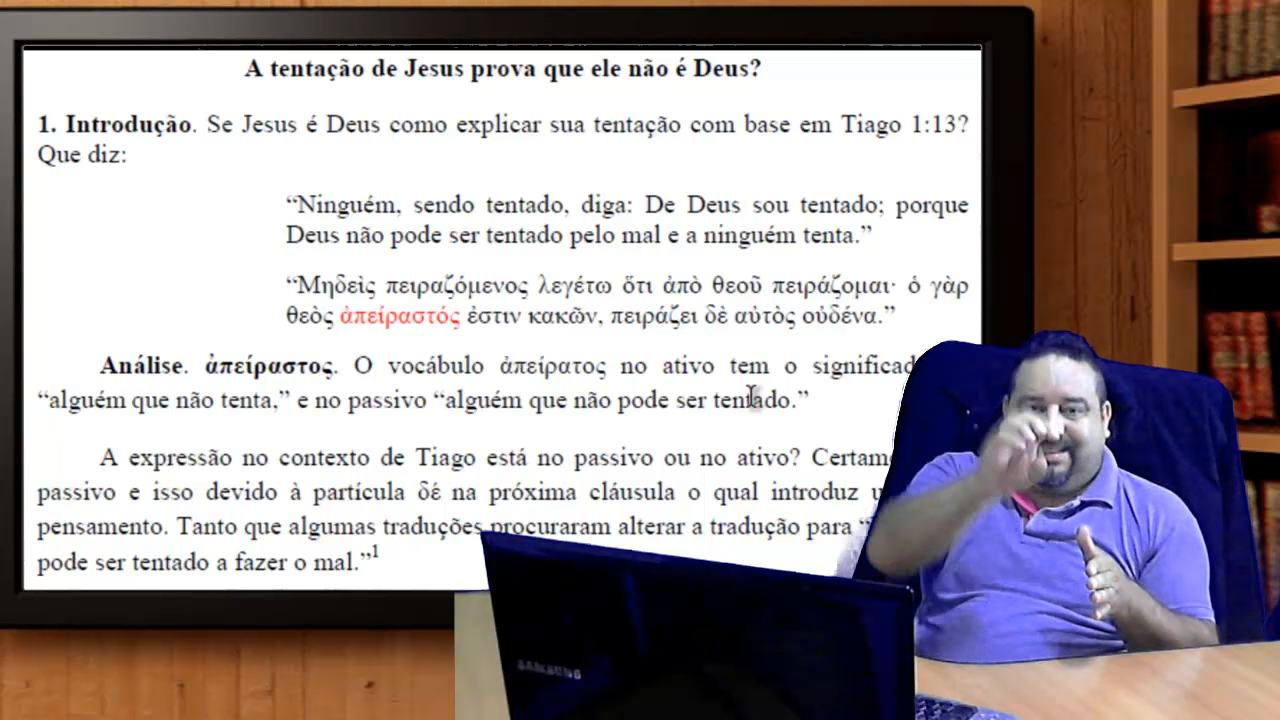 A tentação de Jesus prova que ele não é Deus?
1. Introdução. Se Jesus é Deus como explicar sua tentação com base em Tiago 1:13?
Que diz:
“Ninguém, sendo tentado, diga: De Deus sou tentado; porque
Deus não pode ser tentado pelo mal e a ninguém tenta.”
“Μηδεὶς πειραζόμενος λεγέτω ὅτι ἀπὸ θεοῦ πειράζομαι· ὁ γὰρ
θεὸς ἀπείραστός ἐστιν κακῶν, πειράζει δὲ αὐτὸς οὐδένα.”
Análise. ἀπείραστος. O vocábulo ἀπείρατος no ativo tem o
“alguém que não tenta,” e no passivo “alguém que não pode ser tentado.”
A expressão no contexto de Tiago está no passivo ou no ativo?
passivo e isso devido à partícula δέ na próxima cláusula o qual introduz
pensamento. Tanto que algumas traduções procuraram alterar a tradução para
pode ser tentado a fazer o mal.”1
SAMSUNG